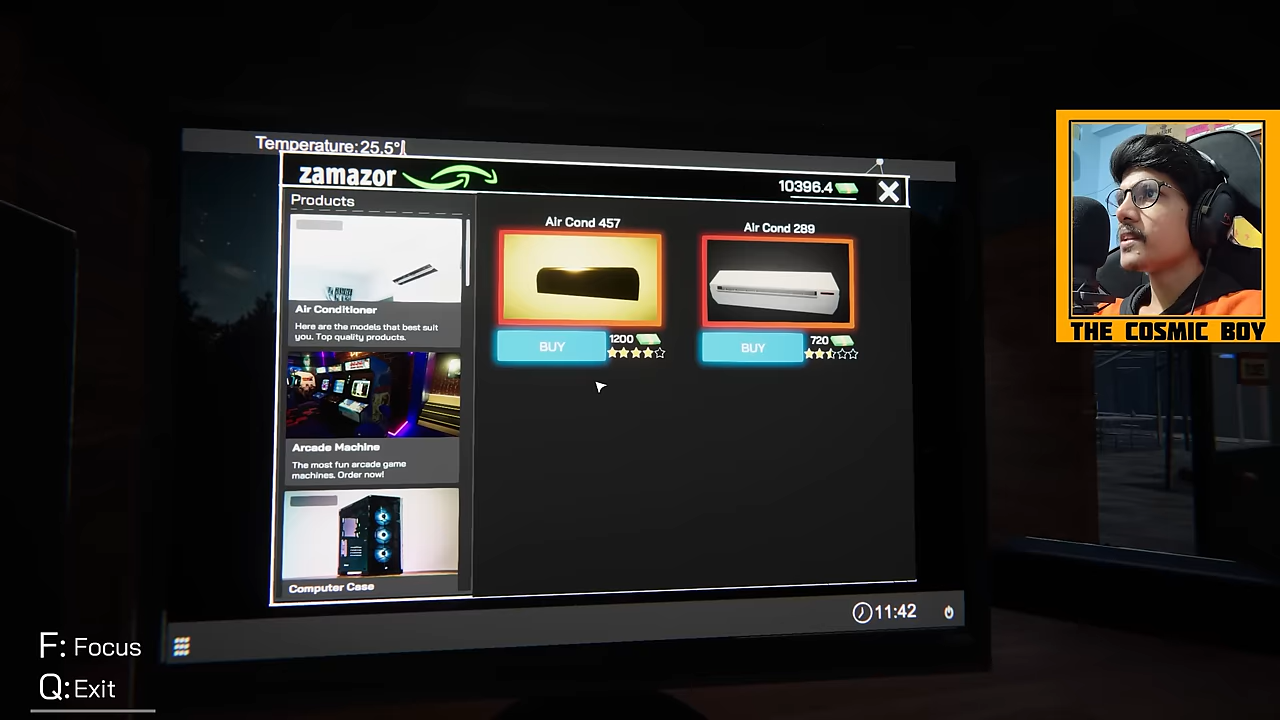 Temperature: 25.5°
zamazor
10396.4
Products
Air Conditioner
Here are the models that best suit
you. Top quality products.
Arcade Machine
The most fun arcade game
machines. Order now!
Computer Case
Air Cond 457
BUY
1200
Air Cond 289
BUY
720
11:42
F: Focus
Q: Exit
THE COSMIC BOY